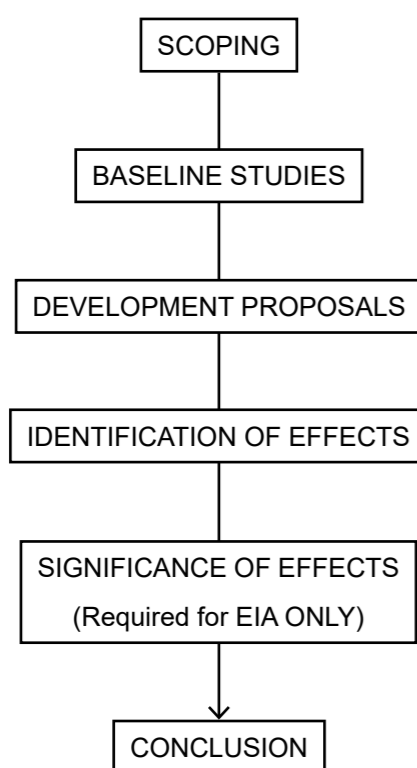 SCOPING
BASELINE STUDIES
DEVELOPMENT PROPOSALS
IDENTIFICATION OF EFFECTS
SIGNIFICANCE OF EFFECTS
(Required for EIA ONLY)
CONCLUSION